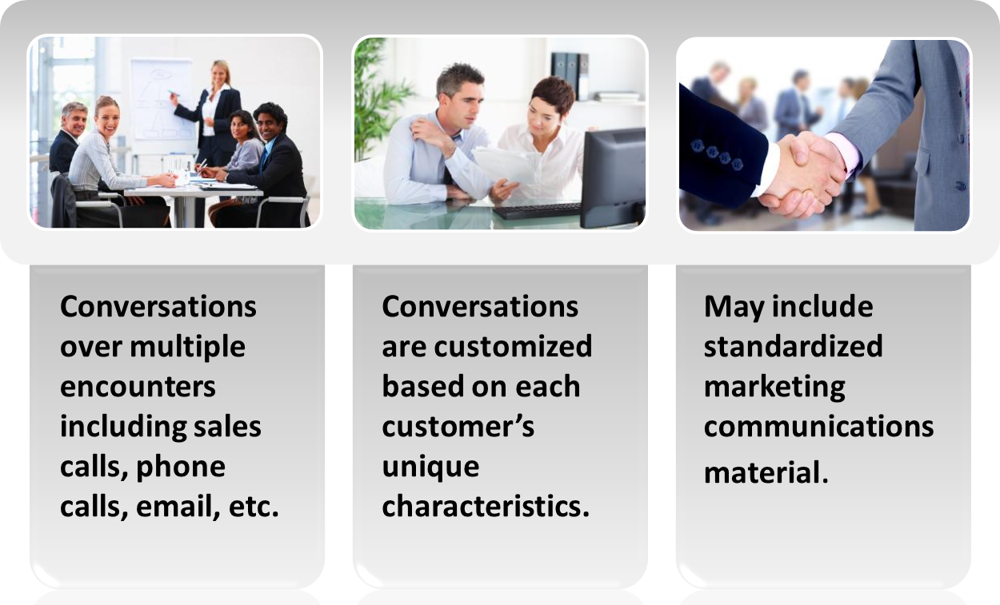 Conversations
over multiple
encounters
including sales
calls, phone
calls, email, etc.
Conversations
are customized
based on each
customer’s
unique
characteristics.
May include
standardized
marketing
communications
material.